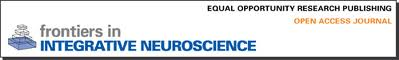 EQUAL OPPORTUNITY RESEARCH PUBLISHING
OPEN ACCESS JOURNAL
frontiers in
INTEGRATIVE NEUROSCIENCE